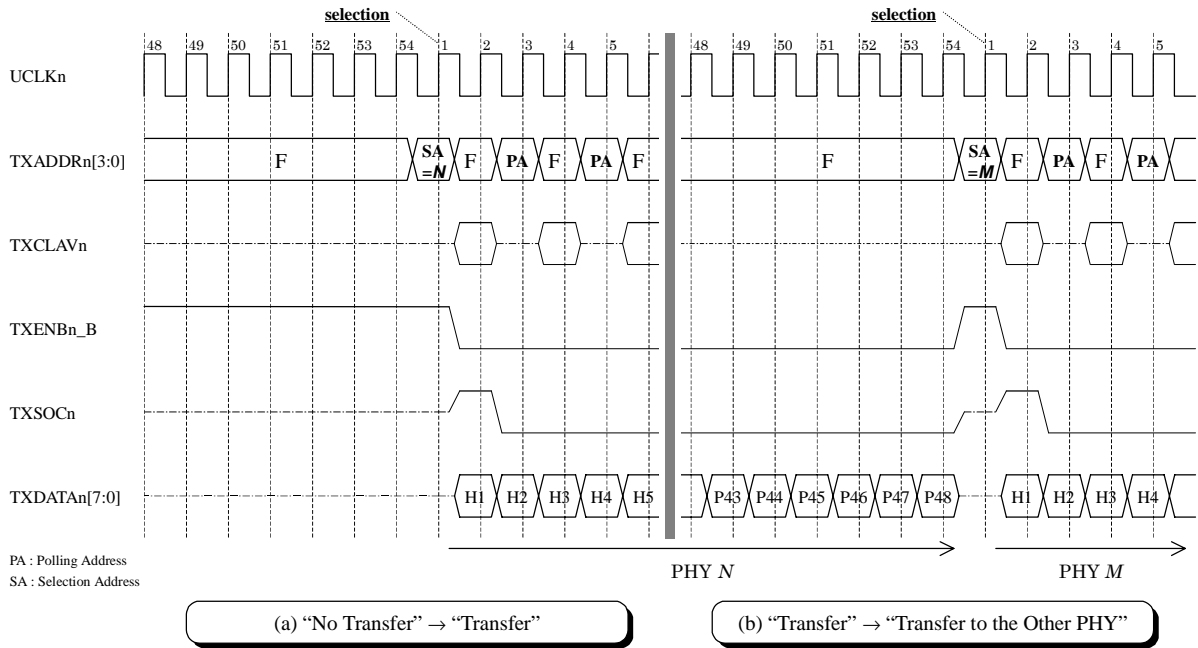 selection selection
48 49 50 51 52 53 54 1 2 3 4 5 48 49 50 51 52 53 54 1 2 3 4 5
UCLKn
TXADDRn[3:0] F SA =N F PA F PA F F SA =M F PA F PA
TXCLAVn
TXENBn_B
TXSOCn
TXDATAn[7:0] H1 H2 H3 H4 H5 P43 P44 P45 P46 P47 P48 H1 H2 H3 H4
PA : Polling Address
SA : Selection Address
PHY N PHY M
(a) “No Transfer” → “Transfer” (b) “Transfer” → “Transfer to the Other PHY”